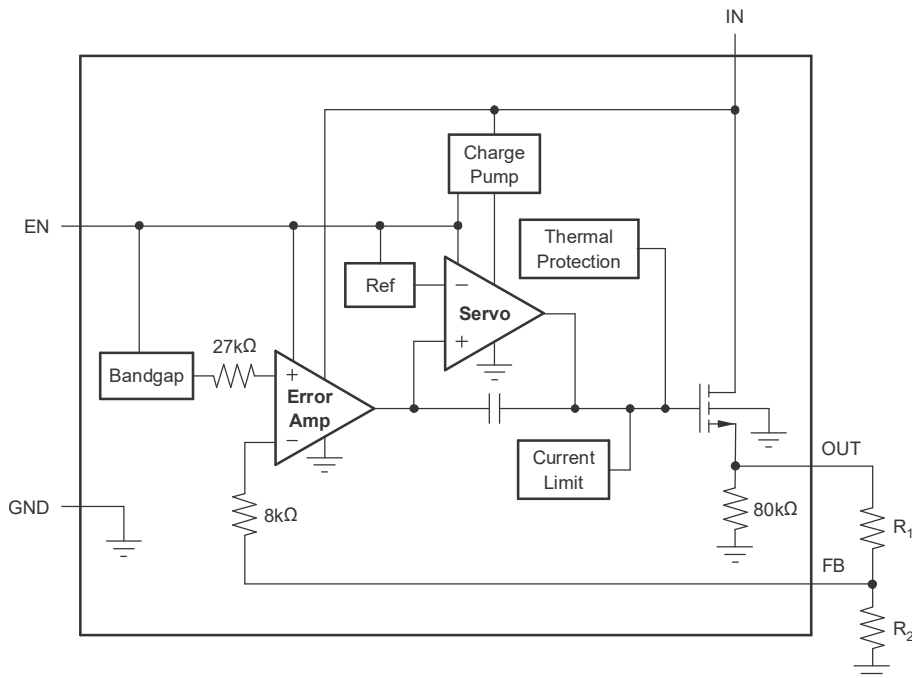 IN
Charge
Pump
EN
Thermal
Protection
Ref
−
Servo
+
27kΩ
Bandgap
+
Error
Amp
−
Current
Limit
OUT
GND
8kΩ
80kΩ
R1
FB
R2